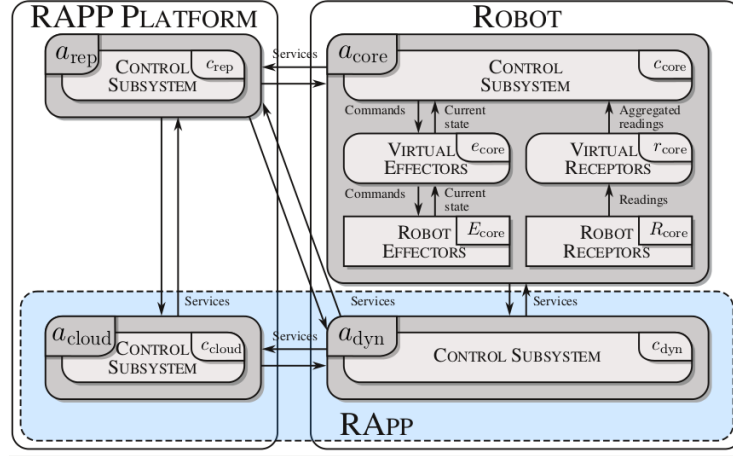 RAPP PLATFORM
ROBOT
a_rep
CONTROL
SUBSYSTEM
c_rep
Services
a_core
CONTROL
SUBSYSTEM
c_core
Commands
Current
state
Aggregated
readings
VIRTUAL
EFFECTORS
e_core
VIRTUAL
RECEPTORS
r_core
Commands
Current
state
Readings
ROBOT
EFFECTORS
E_core
ROBOT
RECEPTORS
R_core
Services
Services
Services
a_cloud
CONTROL
SUBSYSTEM
c_cloud
Services
a_dyn
CONTROL SUBSYSTEM
c_dyn
RAPP